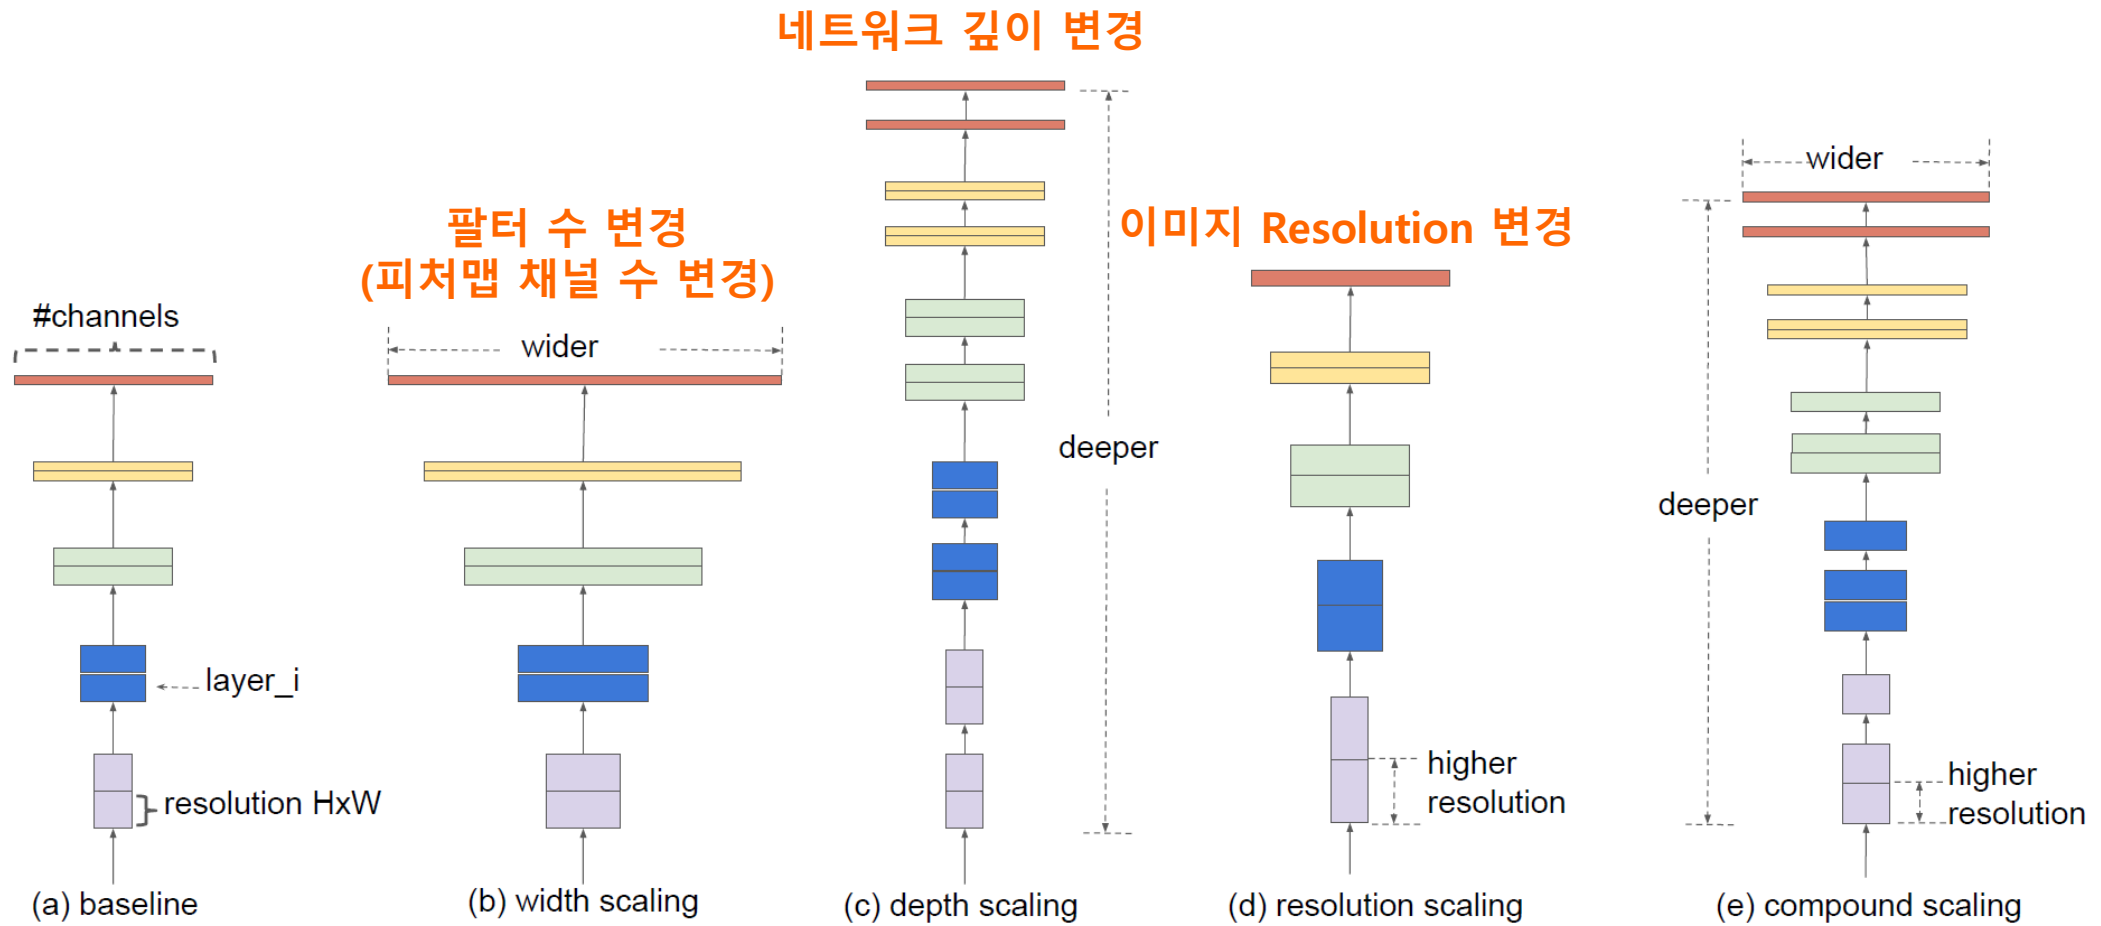 네트워크 깊이 변경
팔터 수 변경
(피처맵 채널 수 변경)
이미지 Resolution 변경
#channels
layer_i
resolution HxW
(a) baseline
wider
(b) width scaling
deeper
(c) depth scaling
higher
resolution
(d) resolution scaling
wider
deeper
higher
resolution
(e) compound scaling